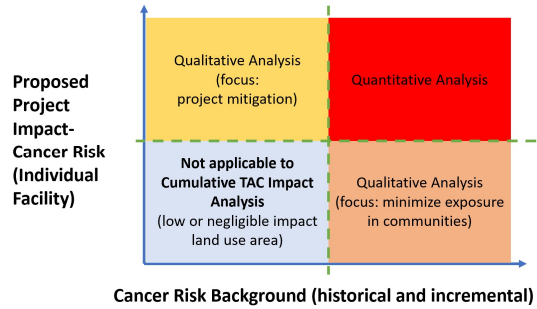 Proposed
Project
Impact-
Cancer Risk
(Individual
Facility)
Qualitative Analysis
(focus:
project mitigation)
Quantitative Analysis
Not applicable to
Cumulative TAC Impact
Analysis
(low or negligible impact
land use area)
Qualitative Analysis
(focus: minimize exposure
in communities)
Cancer Risk Background (historical and incremental)